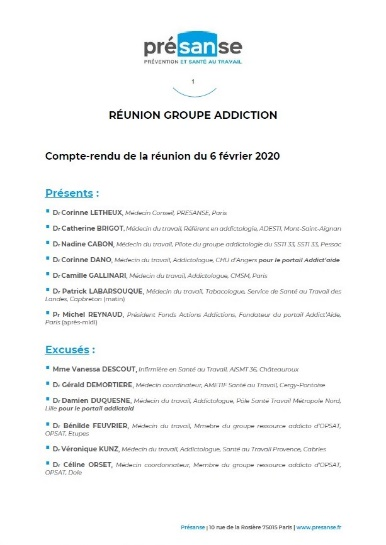 présanse
PRÉVENTION ET SANTÉ AU TRAVAIL
1
RÉUNION GROUPE ADDICTION
Compte-rendu de la réunion du 6 février 2020
Présents :
Dr Corinne LETHEUX, Médecin Conseil, PRESANSE, Paris
Dr Catherine BRIGOT, Médecin du travail, Référent en addictologie, ADESTI, Mont-Saint-Aignan
Dr Nadine CABON, Médecin du travail, Pilote du groupe addictologie du SSTI 33, SSTI 33, Pessac
Dr Corinne DANO, Médecin du travail, Addictologue, CHU d'Angers pour le portail Addict'aide
Dr Camille GALLINARI, Médecin du travail, Addictologue, CMSM, Paris
Dr Patrick LABARSOUQUE, Médecin du travail, Tabacologue, Service de Santé au Travail des
Landes, Capbreton (matin)
Pr Michel REYNAUD, Président Fonds Actions Addictions, Fondateur du portail Addict'Aide,
Paris (après-midi)
Excusés :
Mme Vanessa DESCOUT, Infirmière en Santé au Travail, AISMT 36, Châteauroux
Dr Gérald DEMORTIERE, Médecin coordinateur, AMETIF Santé au Travail, Cergy-Pontoise
Dr Damien DUQUESNE, Médecin du travail, Addictologue, Pôle Santé Travail Métropole Nord,
Lille pour le portail addictaid
Dr Bénilde FEUVRIER, Médecin du travail, Mmebre du groupe ressource addicto d'OPSAT,
OPSAT, Etupes
Dr Véronique KUNZ, Médecin du travail, Addictologue, Santé au Travail Provence, Cabries
Dr Céline ORSET, Médecin coordonnateur, Membre du groupe ressource addicto d'OPSAT,
OPSAT, Dole
Présanse | 10 rue de la Rosière 75015 Paris | www.presanse.fr